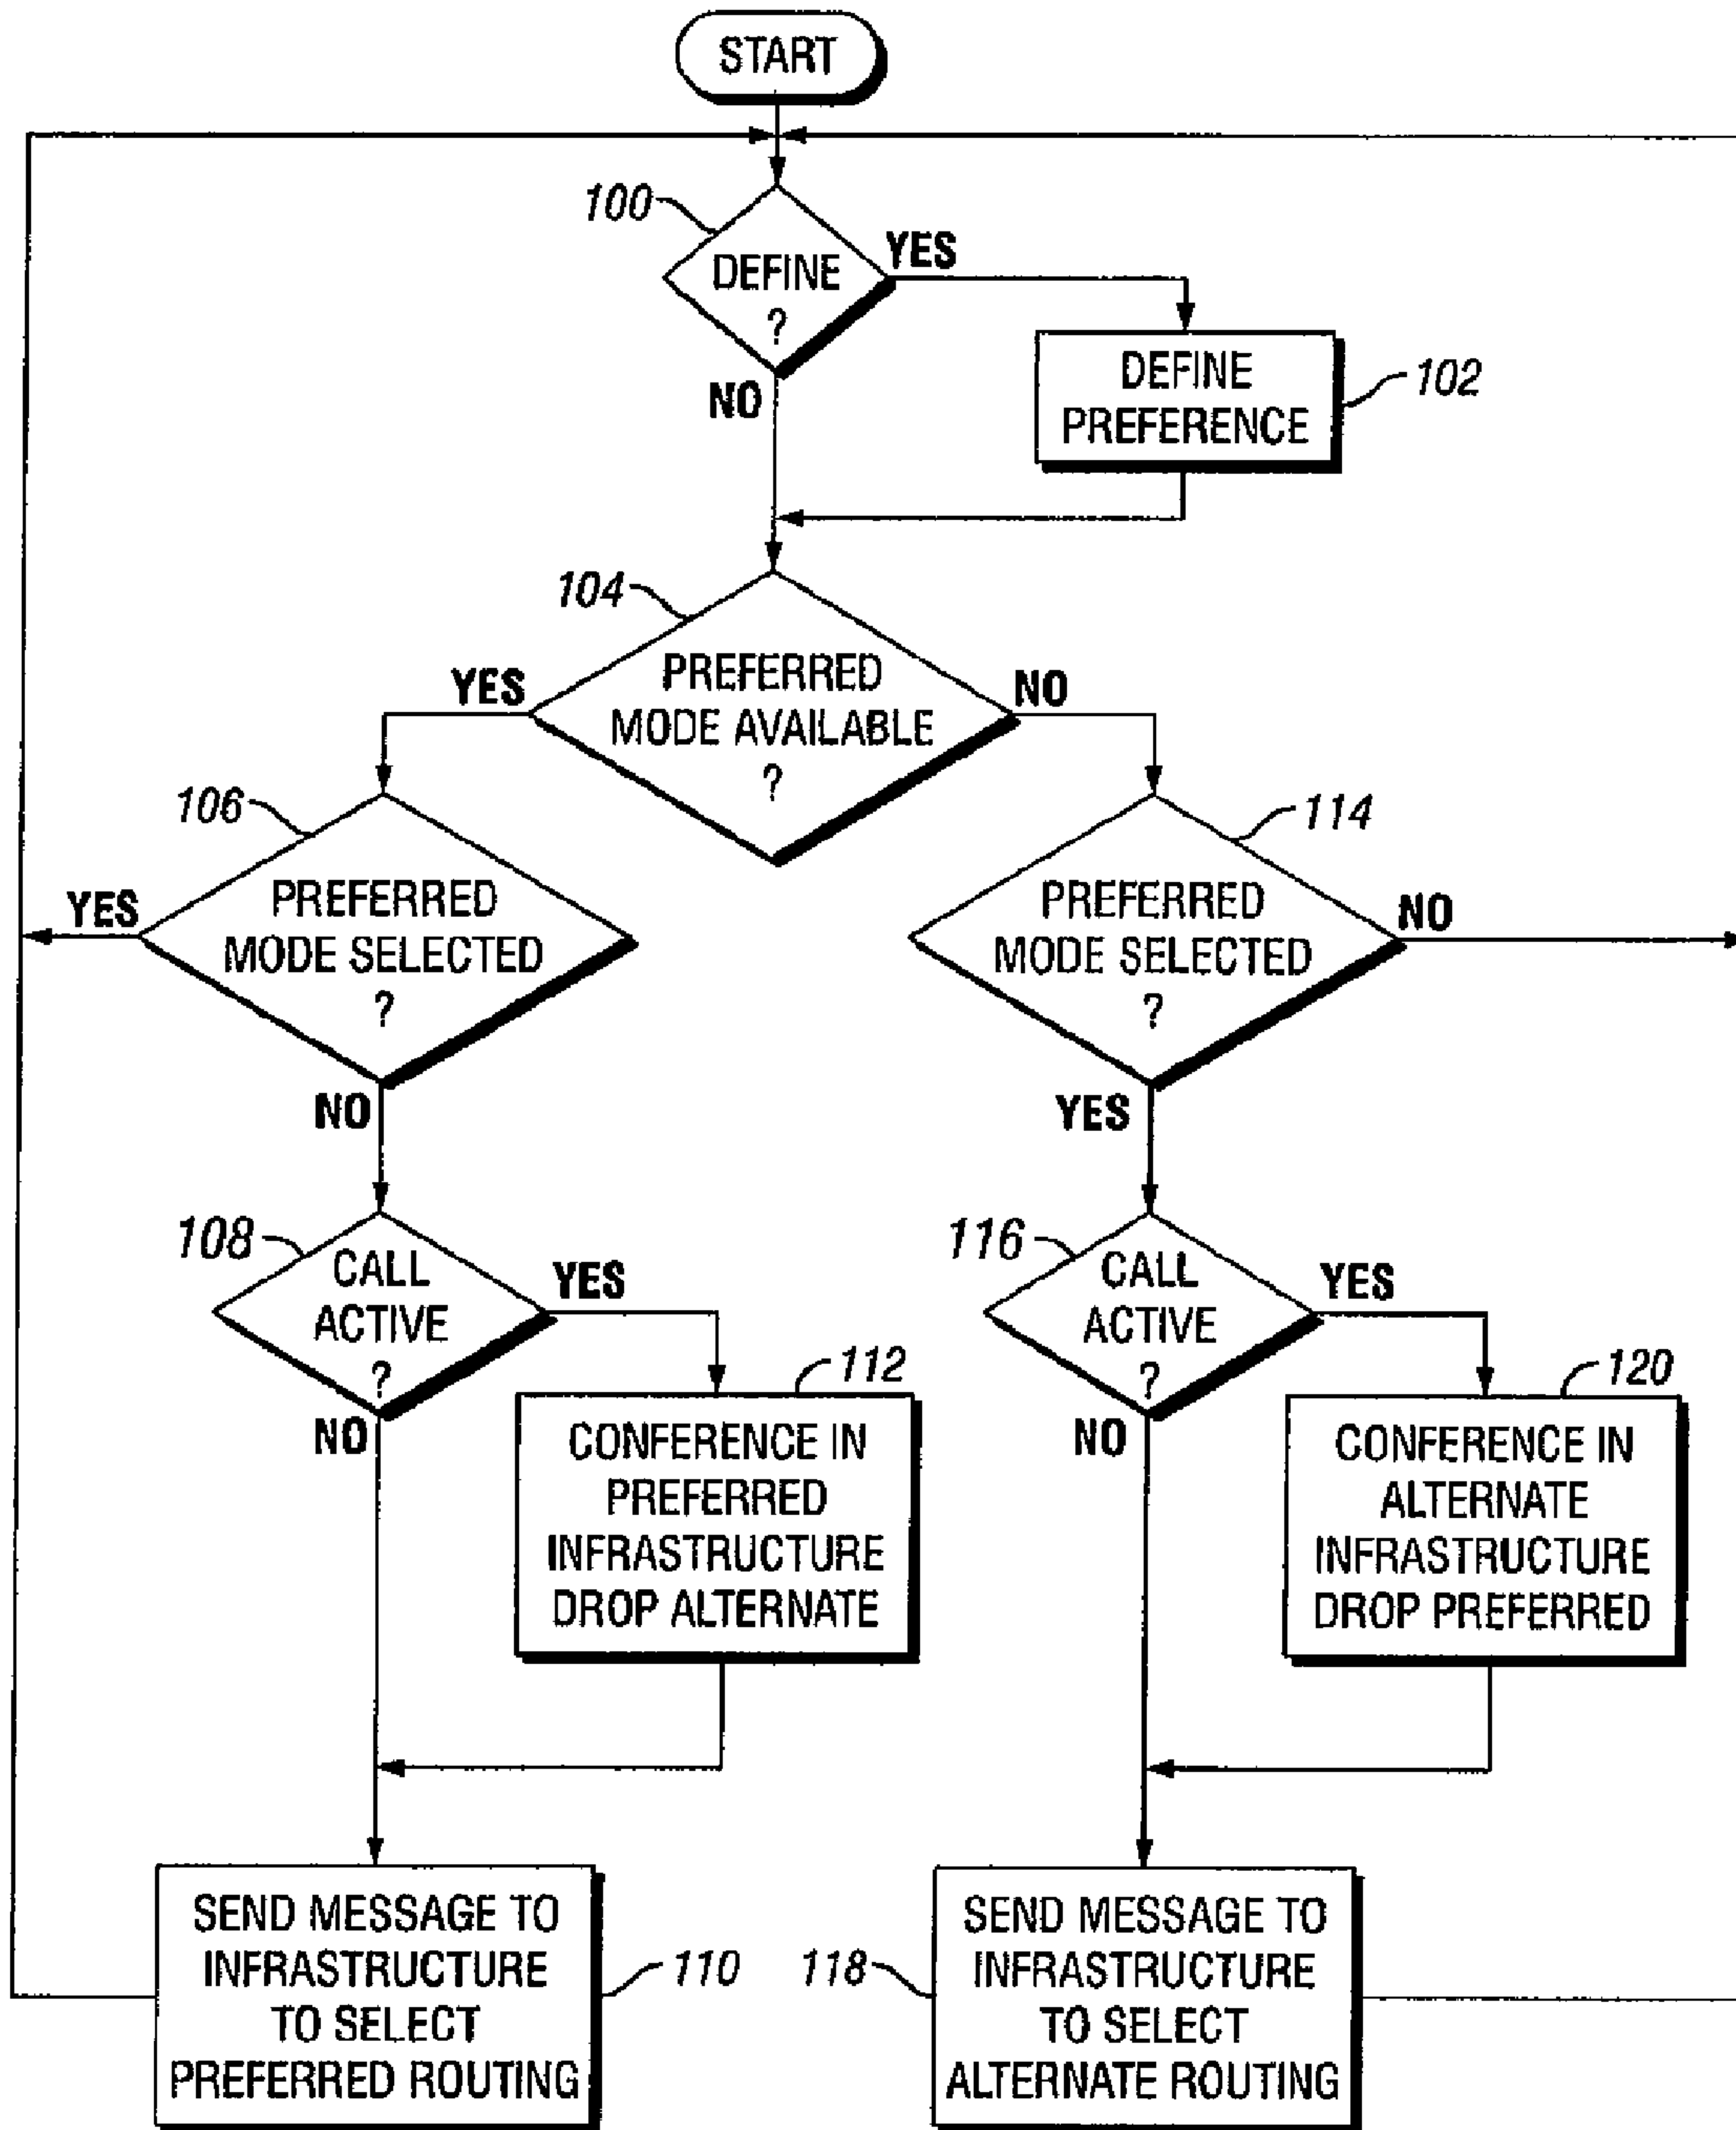 START
100
DEFINE
?
YES
NO
DEFINE
PREFERENCE
102
104
PREFERRED
MODE AVAILABLE
?
YES
NO
106
PREFERRED
MODE SELECTED
?
YES
NO
114
PREFERRED
MODE SELECTED
?
NO
YES
108
CALL
ACTIVE
?
YES
NO
112
CONFERENCE IN
PREFERRED
INFRASTRUCTURE
DROP ALTERNATE
116
CALL
ACTIVE
?
YES
NO
120
CONFERENCE IN
ALTERNATE
INFRASTRUCTURE
DROP PREFERRED
SEND MESSAGE TO
INFRASTRUCTURE
TO SELECT
PREFERRED ROUTING
110
118
SEND MESSAGE TO
INFRASTRUCTURE
TO SELECT
ALTERNATE ROUTING